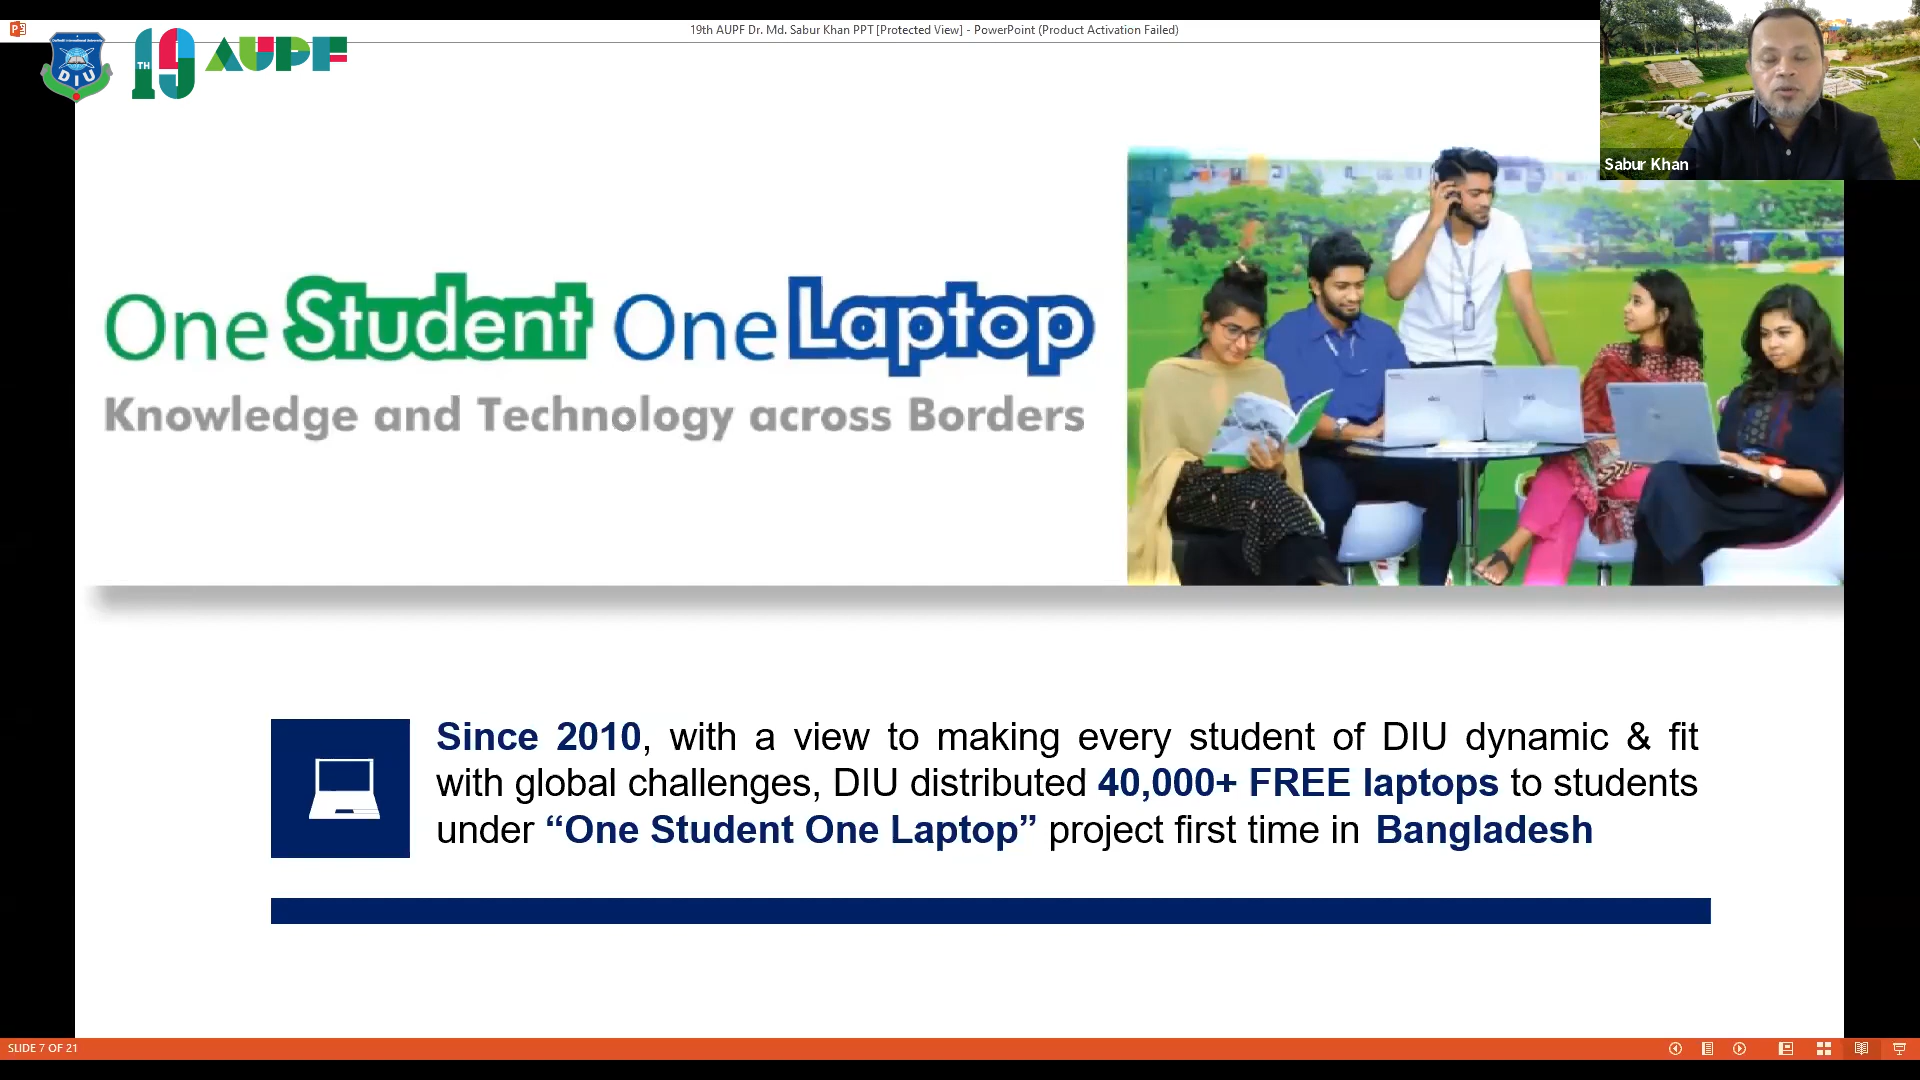 19th AUPF Dr. Md. Sabur Khan PPT [Protected View] - PowerPoint (Product Activation Failed)
DIU
19TH AUPF
Sabur Khan
One Student One Laptop
Knowledge and Technology across Borders
Since 2010, with a view to making every student of DIU dynamic & fit
with global challenges, DIU distributed 40,000+ FREE laptops to students
under “One Student One Laptop” project first time in Bangladesh
SLIDE 7 OF 21